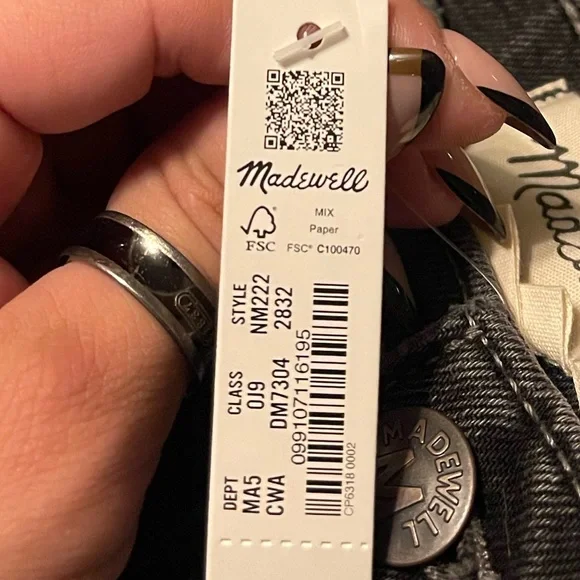 Madewell
MIX
Paper
FSC
FSC® C100470
DEPT CLASS STYLE
MA5 0J9 NM222
CWA DM7304 2832
099107116195
CP6318 0002
MADEWELL
M
Mad